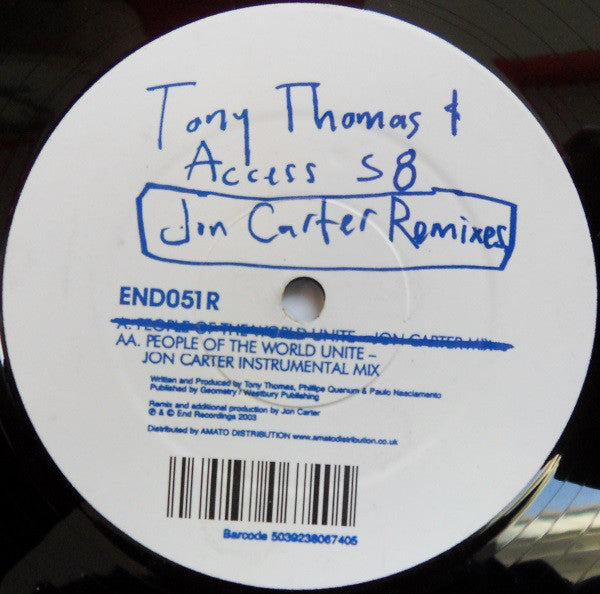 Tony Thomas &
Access S8
Jon Carter Remixes
END051R
A. PEOPLE OF THE WORLD UNITE – JON CARTER MIX
AA. PEOPLE OF THE WORLD UNITE –
JON CARTER INSTRUMENTAL MIX
Written and Produced by Tony Thomas, Phillipe Quenum & Paulo Nascimento
Published by Geometry / Westbury Publishing
Remix and additional production by Jon Carter
℗ & © End Recordings 2003
Distributed by AMATO DISTRIBUTION www.amatodistribution.co.uk
Barcode 5039238067405